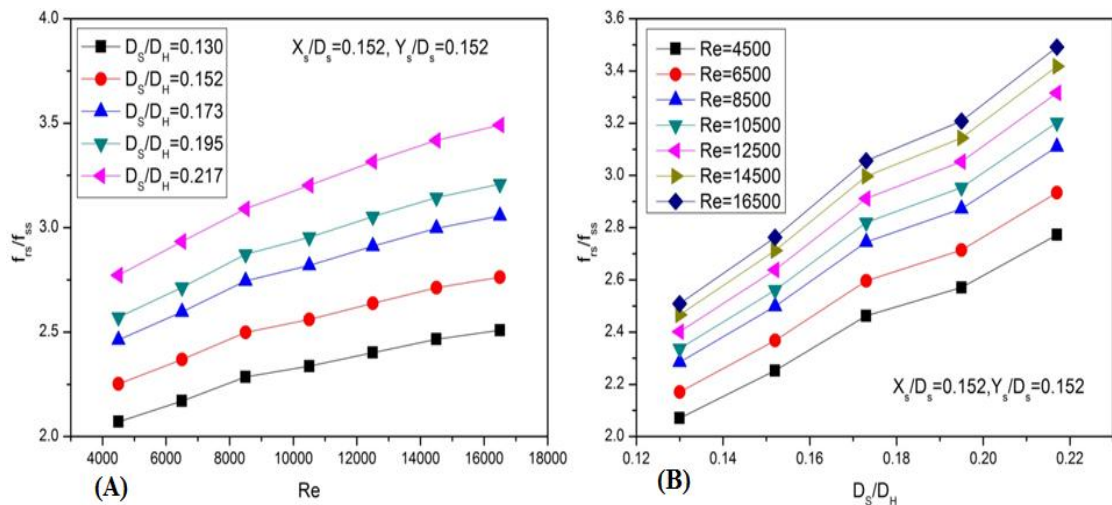 4.0
3.5
3.0
2.5
2.0
f_rs/f_ss
D_S/D_H=0.130
D_S/D_H=0.152
D_S/D_H=0.173
D_S/D_H=0.195
D_S/D_H=0.217
X_s/D_s=0.152, Y_s/D_s=0.152
4000 6000 8000 10000 12000 14000 16000 18000
(A)
Re
3.6
3.4
3.2
3.0
2.8
2.6
2.4
2.2
2.0
f_rs/f_ss
Re=4500
Re=6500
Re=8500
Re=10500
Re=12500
Re=14500
Re=16500
X_s/D_s=0.152,Y_s/D_s=0.152
0.12 0.14 0.16 0.18 0.20 0.22
(B)
D_S/D_H